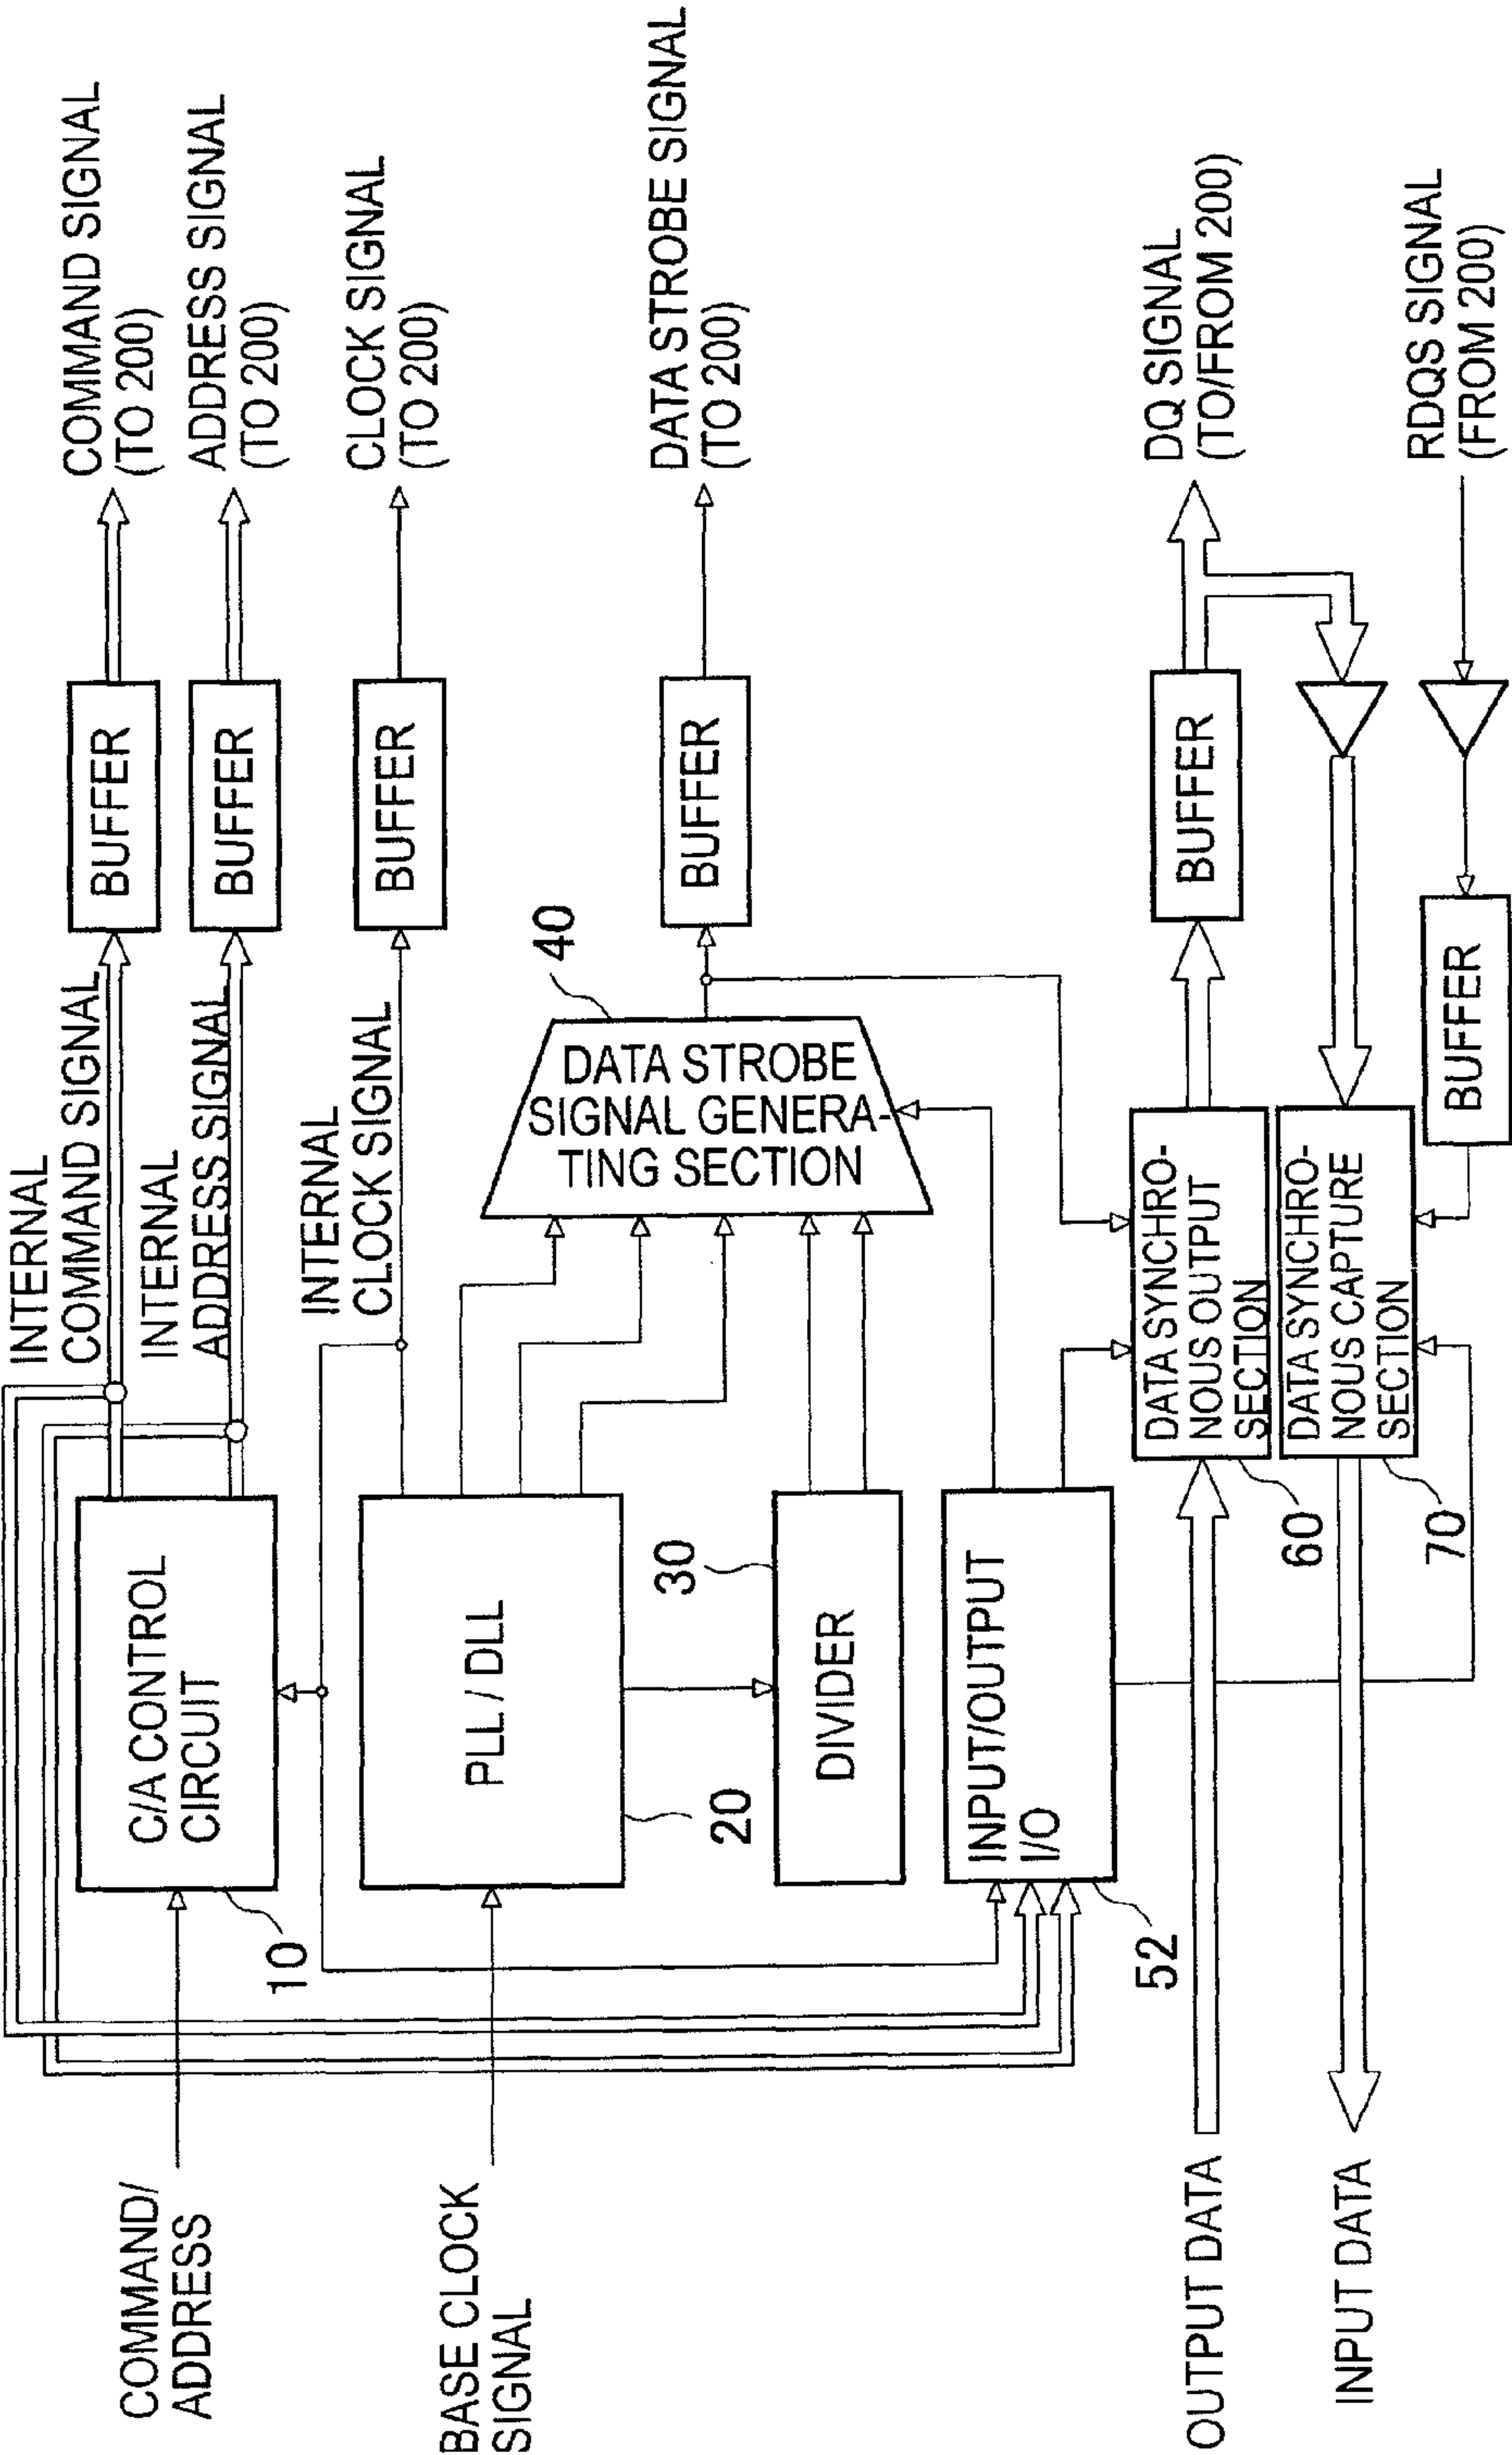 COMMAND/
ADDRESS
BASE CLOCK
SIGNAL
OUTPUT DATA
INPUT DATA
C/A CONTROL
CIRCUIT
10
PLL / DLL
20
DIVIDER
30
INPUT/OUTPUT
I/O
52
INTERNAL
COMMAND SIGNAL
INTERNAL
ADDRESS SIGNAL
INTERNAL
CLOCK SIGNAL
DATA STROBE
SIGNAL GENERA-
TING SECTION
40
DATA SYNCHRO-
NOUS OUTPUT
SECTION
60
DATA SYNCHRO-
NOUS CAPTURE
SECTION
70
BUFFER
BUFFER
BUFFER
BUFFER
BUFFER
BUFFER
COMMAND SIGNAL
(TO 200)
ADDRESS SIGNAL
(TO 200)
CLOCK SIGNAL
(TO 200)
DATA STROBE SIGNAL
(TO 200)
DQ SIGNAL
(TO/FROM 200)
RDQS SIGNAL
(FROM 200)